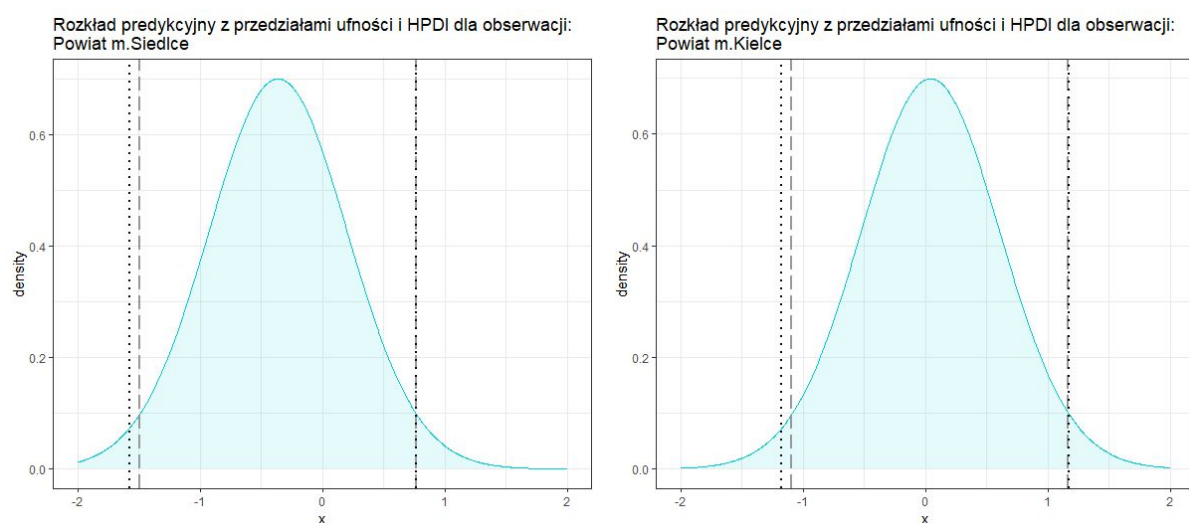 Rozkład predykcyjny z przedziałami ufności i HPDI dla obserwacji:
Powiat m.Siedlce
0.6
0.4
0.2
0.0
density
-2
-1
0
1
2
x
Rozkład predykcyjny z przedziałami ufności i HPDI dla obserwacji:
Powiat m.Kielce
0.6
0.4
0.2
0.0
density
-2
-1
0
1
2
x